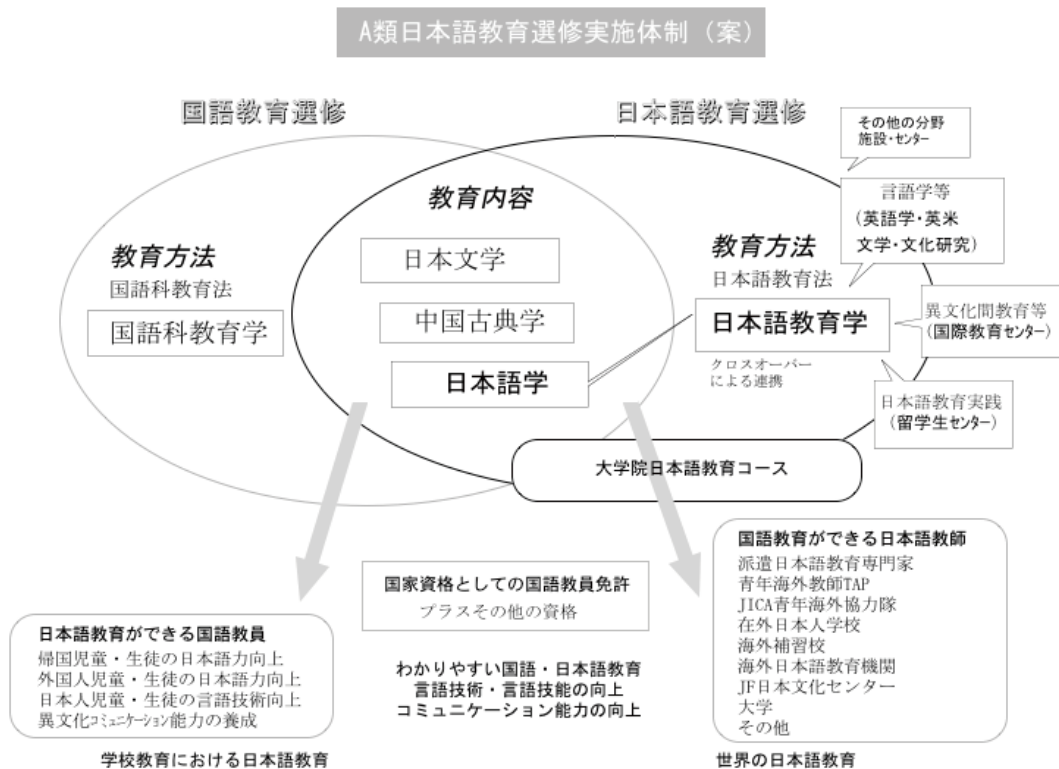 A類日本語教育選修実施体制（案）
国語教育選修
日本語教育選修
その他の分野
施設・センター
言語学等
(英語学・英米
文学・文化研究)
教育内容
教育方法
国語科教育法
国語科教育学
日本文学
中国古典学
日本語学
教育方法
日本語教育法
日本語教育学
クロスオーバー
による連携
異文化間教育等
(国際教育センター)
日本語教育実践
(留学生センター)
大学院日本語教育コース
国語教育ができる日本語教師
派遣日本語教育専門家
青年海外教師TAP
JICA青年海外協力隊
在外日本人学校
海外補習校
海外日本語教育機関
JF日本文化センター
大学
その他
国家資格としての国語教員免許
プラスその他の資格
日本語教育ができる国語教員
帰国児童・生徒の日本語力向上
外国人児童・生徒の日本語力向上
日本人児童・生徒の言語技術向上
異文化コミュニケーション能力の養成
わかりやすい国語・日本語教育
言語技術・言語技能の向上
コミュニケーション能力の向上
学校教育における日本語教育
世界の日本語教育